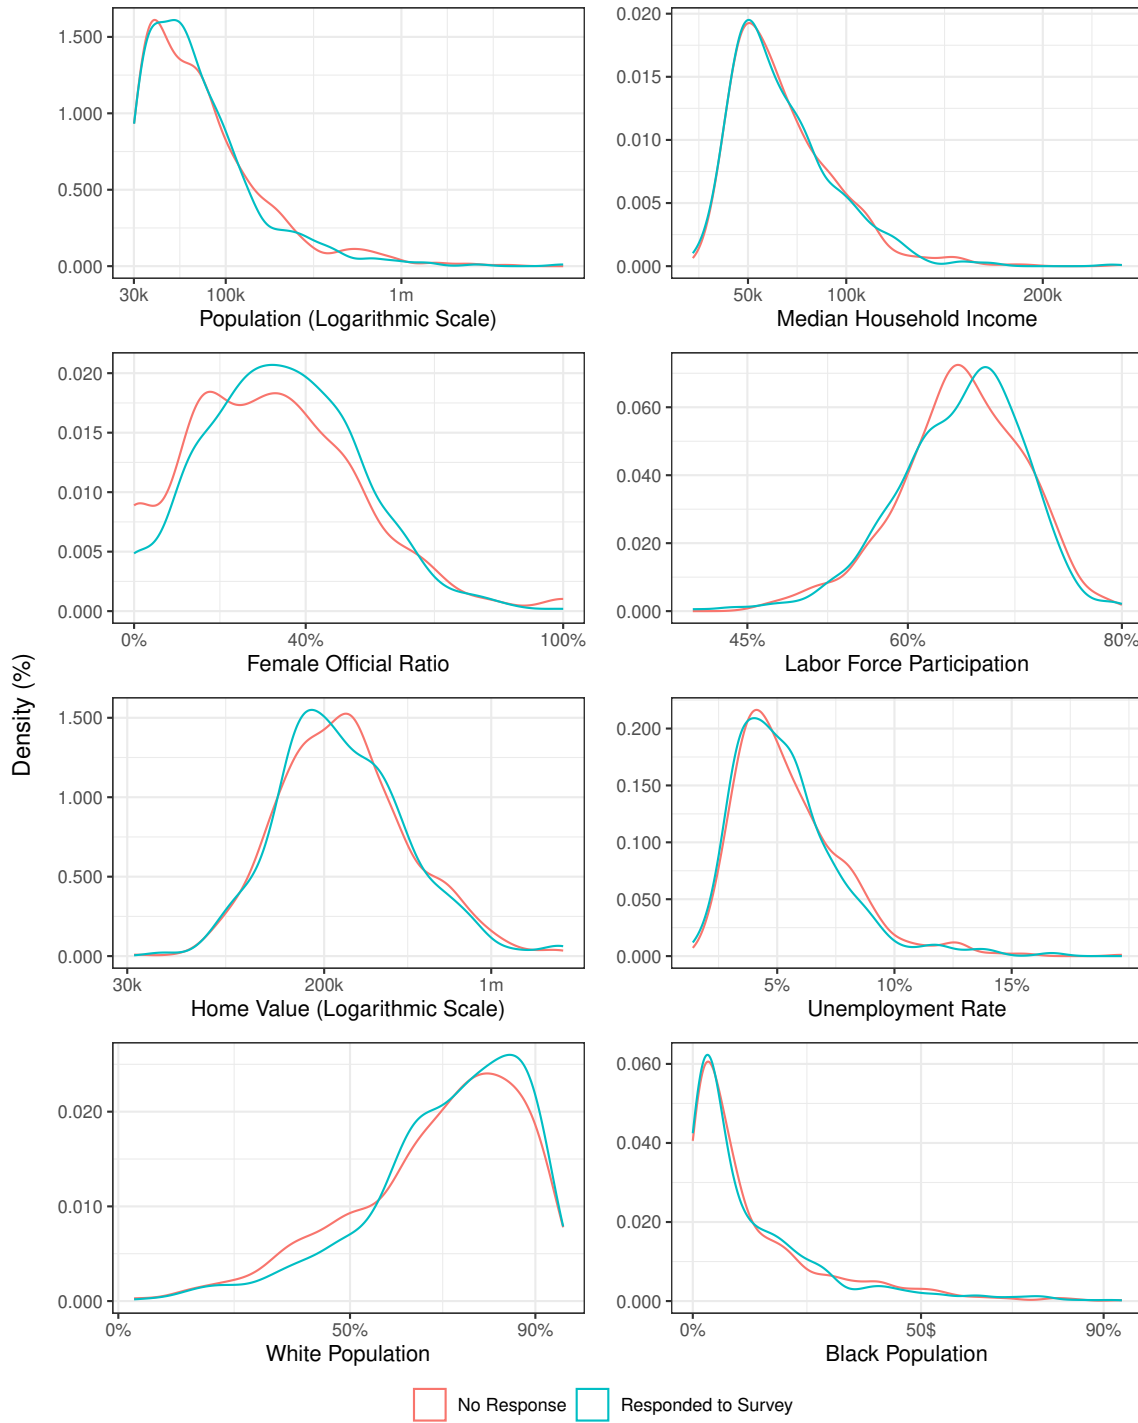 1.500
1.000
0.500
0.000
30k 100k 1m
Population (Logarithmic Scale)
0.020
0.015
0.010
0.005
0.000
50k 100k 200k
Median Household Income
0.020
0.015
0.010
0.005
0.000
0% 40% 100%
Female Official Ratio
0.060
0.040
0.020
0.000
45% 60% 80%
Labor Force Participation
Density (%)
1.500
1.000
0.500
0.000
30k 200k 1m
Home Value (Logarithmic Scale)
0.200
0.150
0.100
0.050
0.000
5% 10% 15%
Unemployment Rate
0.020
0.010
0.000
0% 50% 90%
White Population
0.060
0.040
0.020
0.000
0% 50$ 90%
Black Population
No Response Responded to Survey